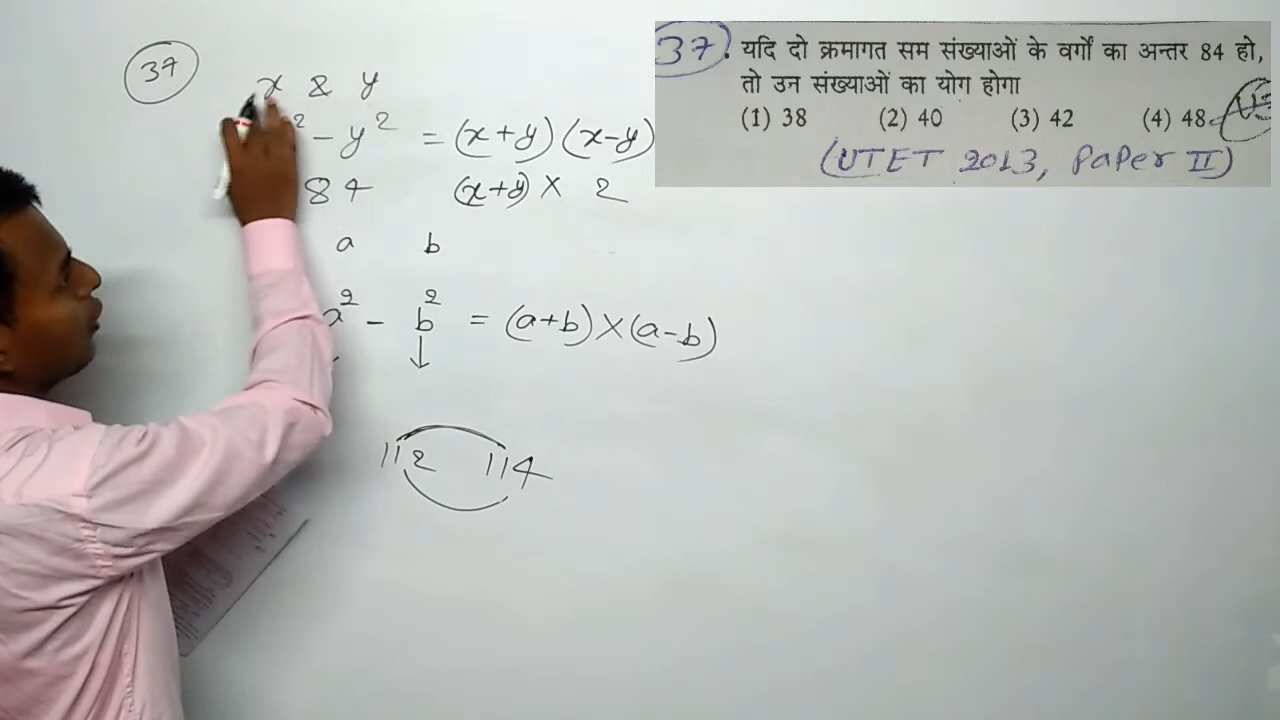 37
x & y
2 - y2 = (x+y) (x-y)
84 (x+y) × 2
a b
a2 - b2 = (a+b) × (a-b)
112 114
37. यदि दो क्रमागत सम संख्याओं के वर्गों का अन्तर 84 हो,
तो उन संख्याओं का योग होगा
(1) 38 (2) 40 (3) 42 (4) 48
(UTET 2013, Paper II)